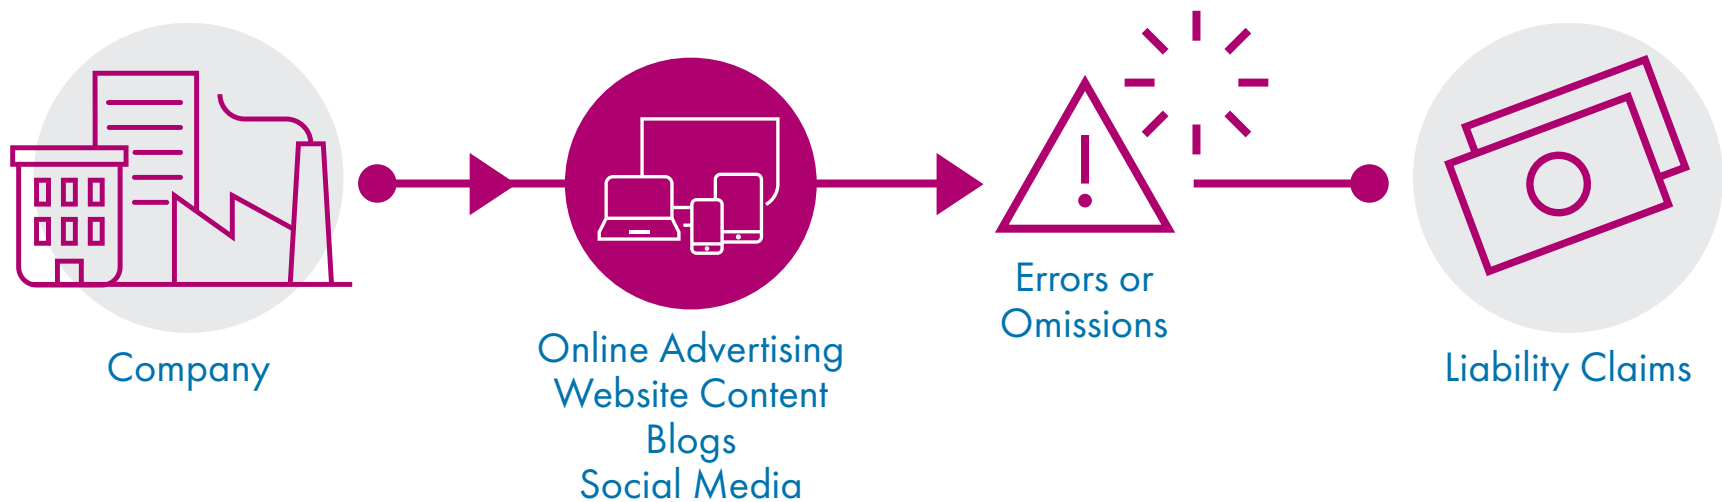 Company
Online Advertising
Website Content
Blogs
Social Media
Errors or
Omissions
Liability Claims